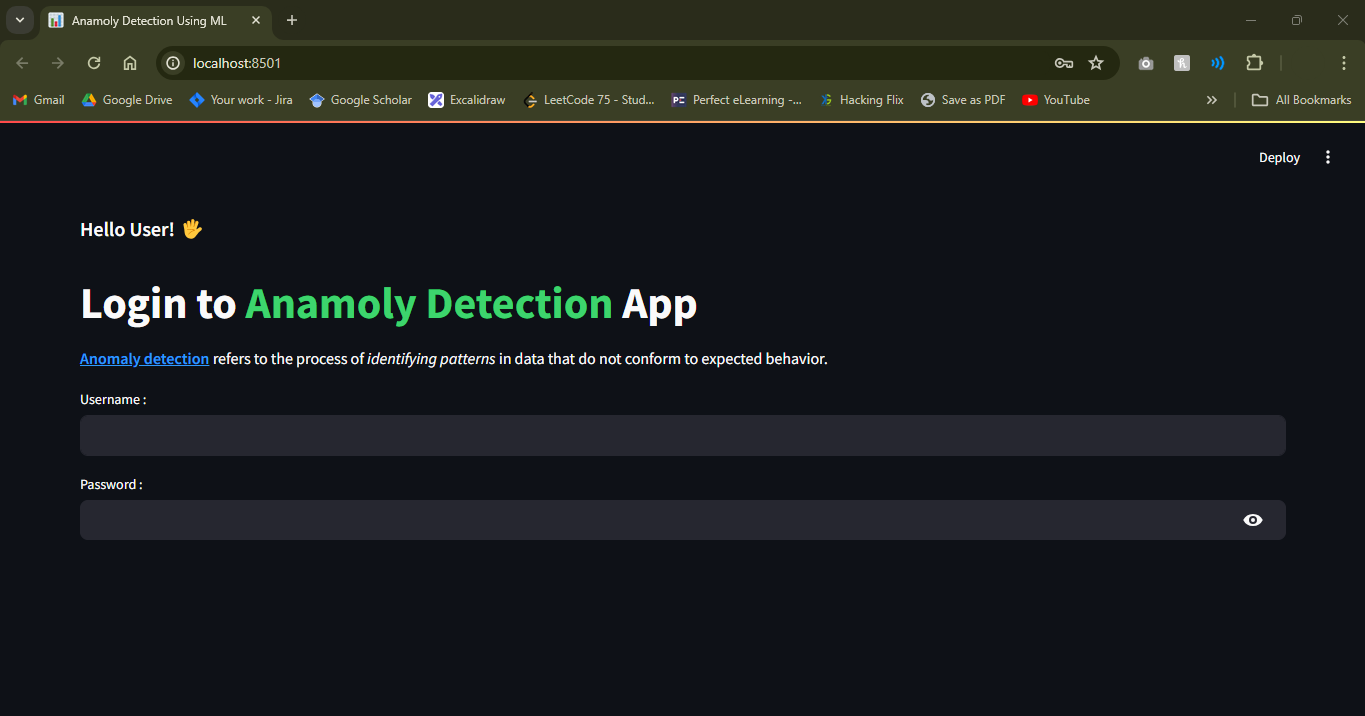 Anamoly Detection Using ML
localhost:8501
Gmail Google Drive Your work - Jira Google Scholar Excalidraw LeetCode 75 - Stud... Perfect eLearning -... Hacking Flix Save as PDF YouTube » All Bookmarks
Deploy
Hello User! 🖐
Login to Anamoly Detection App
Anomaly detection refers to the process of identifying patterns in data that do not conform to expected behavior.
Username :
Password :